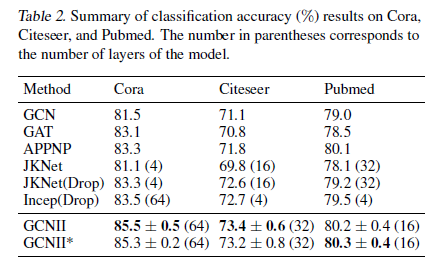 Table 2. Summary of classification accuracy (%) results on Cora,
Citeseer, and Pubmed. The number in parentheses corresponds to
the number of layers of the model.
Method Cora Citeseer Pubmed
GCN 81.5 71.1 79.0
GAT 83.1 70.8 78.5
APPNP 83.3 71.8 80.1
JKNet 81.1 (4) 69.8 (16) 78.1 (32)
JKNet(Drop) 83.3 (4) 72.6 (16) 79.2 (32)
Incep(Drop) 83.5 (64) 72.7 (4) 79.5 (4)
GCNII 85.5 ± 0.5 (64) 73.4 ± 0.6 (32) 80.2 ± 0.4 (16)
GCNII* 85.3 ± 0.2 (64) 73.2 ± 0.8 (32) 80.3 ± 0.4 (16)